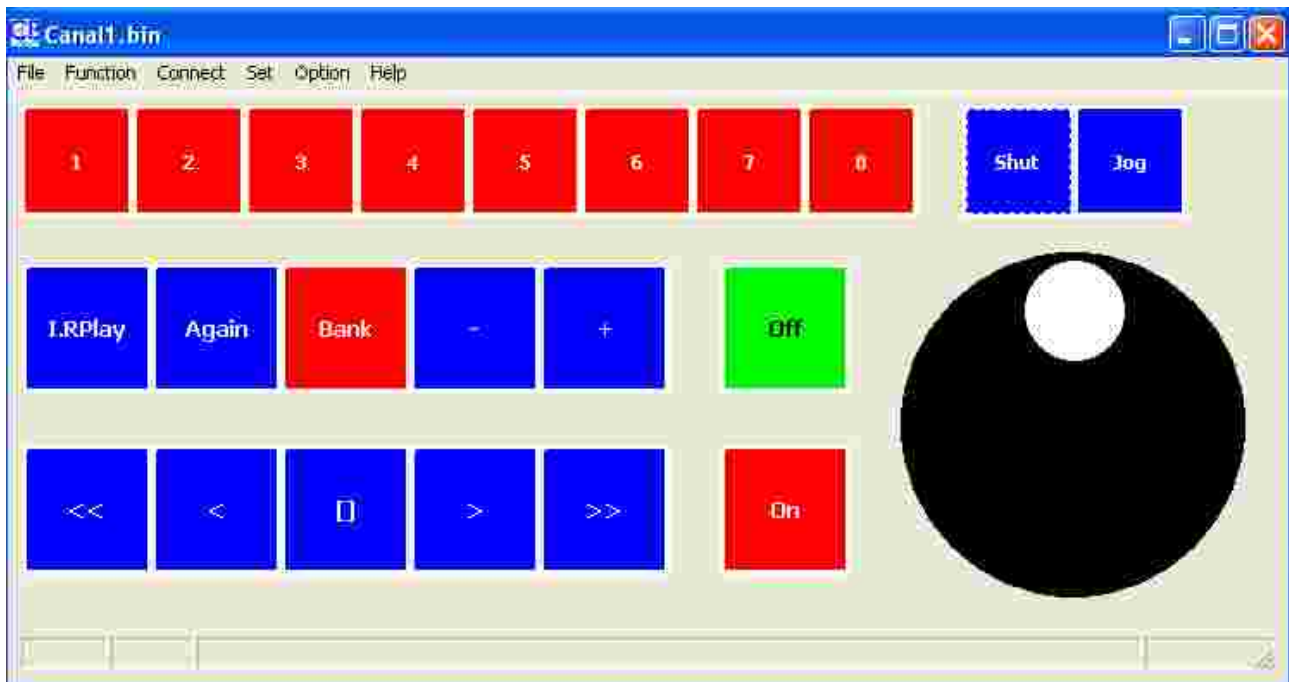 Canal1.bin
File Function Connect Set Option Help
1 2 3 4 5 6 7 8 Shut Jog
I.RPlay Again Bank - + Off
<< < [] > >> On